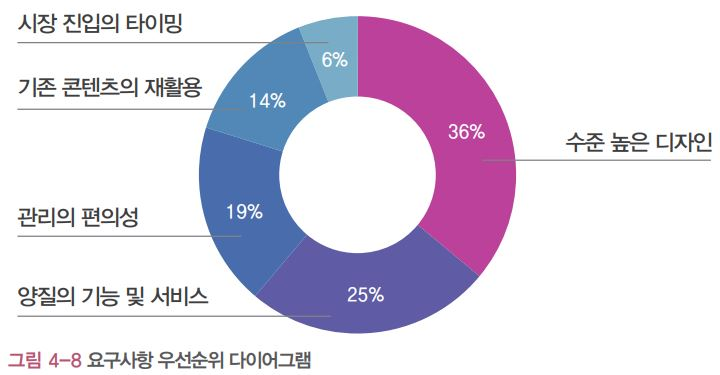 시장 진입의 타이밍
6%
기존 콘텐츠의 재활용
14%
36%
수준 높은 디자인
관리의 편의성
19%
양질의 기능 및 서비스
25%
그림 4-8 요구사항 우선순위 다이어그램